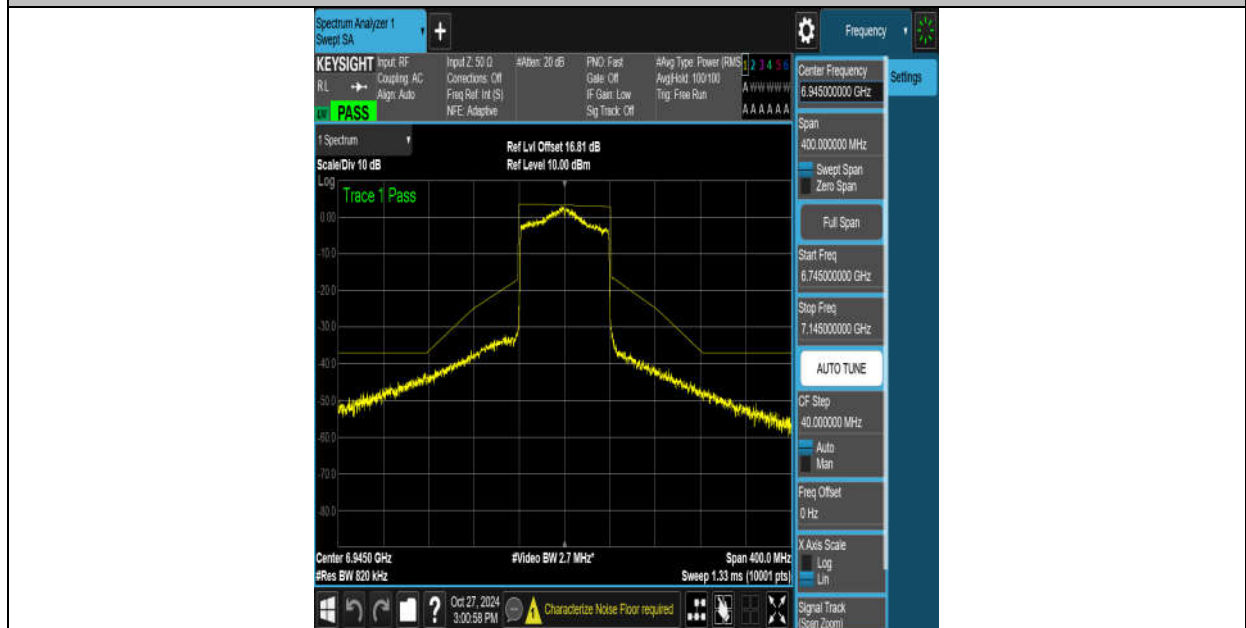 Spectrum Analyzer 1
Swept SA
+
Frequency
KEYSIGHT
RL
PASS
Input: RF
Coupling: AC
Align: Auto
Input Z: 50 Ω
Corrections: Off
Freq Ref: Int (S)
NFE: Adaptive
#Atten: 20 dB
PNO: Fast
Gate: Off
IF Gain: Low
Sig Track: Off
#Avg Type: Power (RMS
Avg|Hold: 100/100
Trig: Free Run
1 2 3 4 5 6
A W W W W W
A A A A A A
Center Frequency
6.945000000 GHz
Settings
Span
400.000000 MHz
Swept Span
Zero Span
Full Span
Start Freq
6.745000000 GHz
Stop Freq
7.145000000 GHz
AUTO TUNE
CF Step
40.000000 MHz
Auto
Man
Freq Offset
0 Hz
X Axis Scale
Log
Lin
Signal Track
(Span Zoom)
1 Spectrum
Scale/Div 10 dB
Ref Lvl Offset 16.81 dB
Ref Level 10.00 dBm
Log
Trace 1 Pass
0.00
-10.0
-20.0
-30.0
-40.0
-50.0
-60.0
-70.0
-80.0
Center 6.9450 GHz
#Res BW 820 kHz
#Video BW 2.7 MHz*
Span 400.0 MHz
Sweep 1.33 ms (10001 pts)
?
Oct 27, 2024
3:00:58 PM
Characterize Noise Floor required